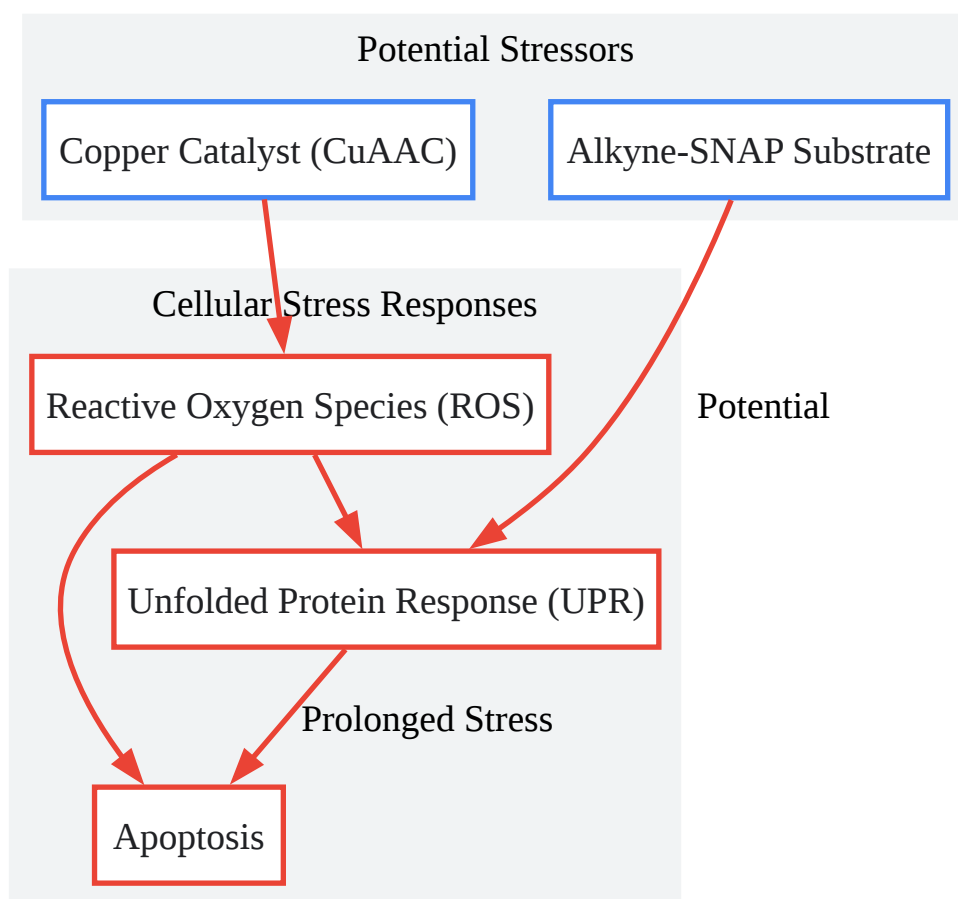 Potential Stressors
Copper Catalyst (CuAAC)
Alkyne-SNAP Substrate
Cellular Stress Responses
Reactive Oxygen Species (ROS)
Potential
Unfolded Protein Response (UPR)
Prolonged Stress
Apoptosis